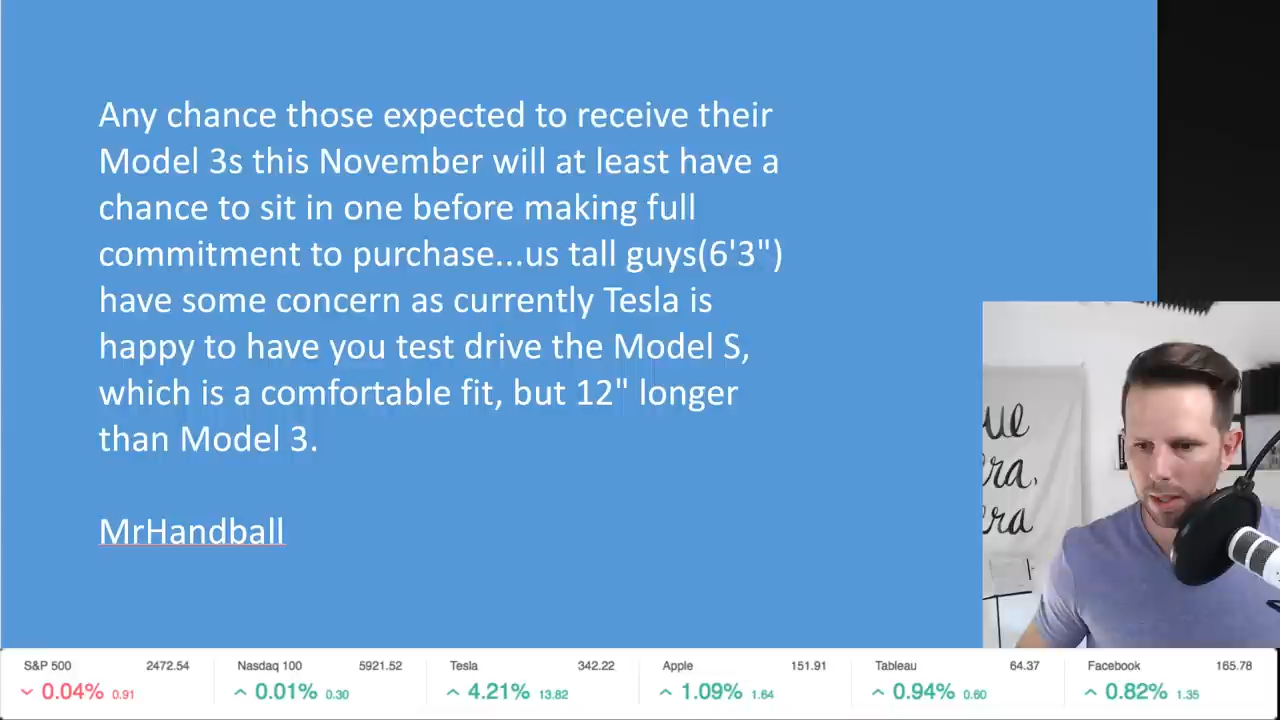 Any chance those expected to receive their
Model 3s this November will at least have a
chance to sit in one before making full
commitment to purchase...us tall guys(6'3")
have some concern as currently Tesla is
happy to have you test drive the Model S,
which is a comfortable fit, but 12" longer
than Model 3.
MrHandball
ue
era,
era
S&P 500 2472.54 Nasdaq 100 5921.52 Tesla 342.22 Apple 151.91 Tableau 64.37 Facebook 165.78
0.04% 0.91 0.01% 0.30 4.21% 13.82 1.09% 1.64 0.94% 0.60 0.82% 1.35